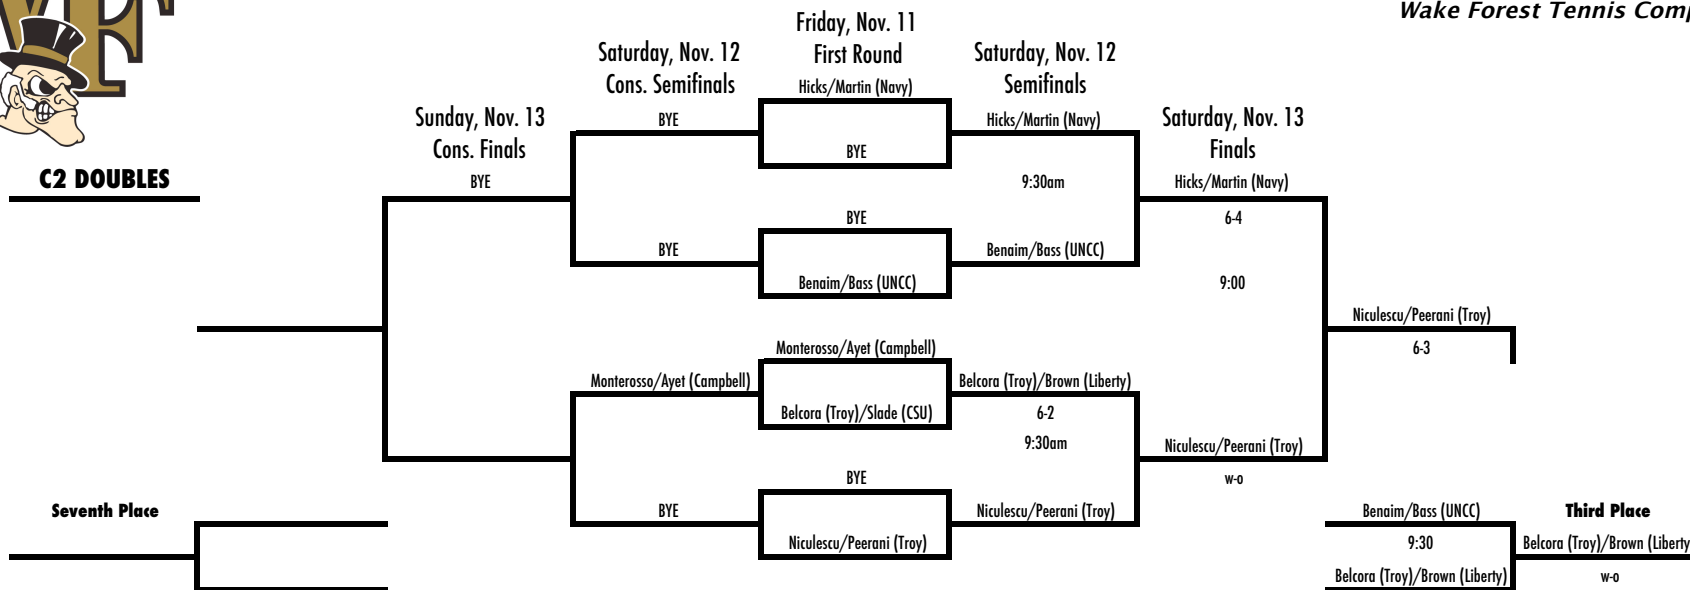 WF
Wake Forest Tennis Comp
Friday, Nov. 11
First Round
Saturday, Nov. 12
Cons. Semifinals
Saturday, Nov. 12
Semifinals
Sunday, Nov. 13
Cons. Finals
Saturday, Nov. 13
Finals
C2 DOUBLES
Hicks/Martin (Navy)
BYE
BYE
Hicks/Martin (Navy)
BYE
9:30am
Hicks/Martin (Navy)
6-4
BYE
BYE
Benaim/Bass (UNCC)
Benaim/Bass (UNCC)
9:00
Niculescu/Peerani (Troy)
6-3
Monterosso/Ayet (Campbell)
Monterosso/Ayet (Campbell)
Belcora (Troy)/Brown (Liberty)
Belcora (Troy)/Slade (CSU)
6-2
9:30am
Niculescu/Peerani (Troy)
w-o
BYE
BYE
Niculescu/Peerani (Troy)
Niculescu/Peerani (Troy)
Seventh Place
Benaim/Bass (UNCC)
Third Place
9:30
Belcora (Troy)/Brown (Liberty
Belcora (Troy)/Brown (Liberty)
w-o